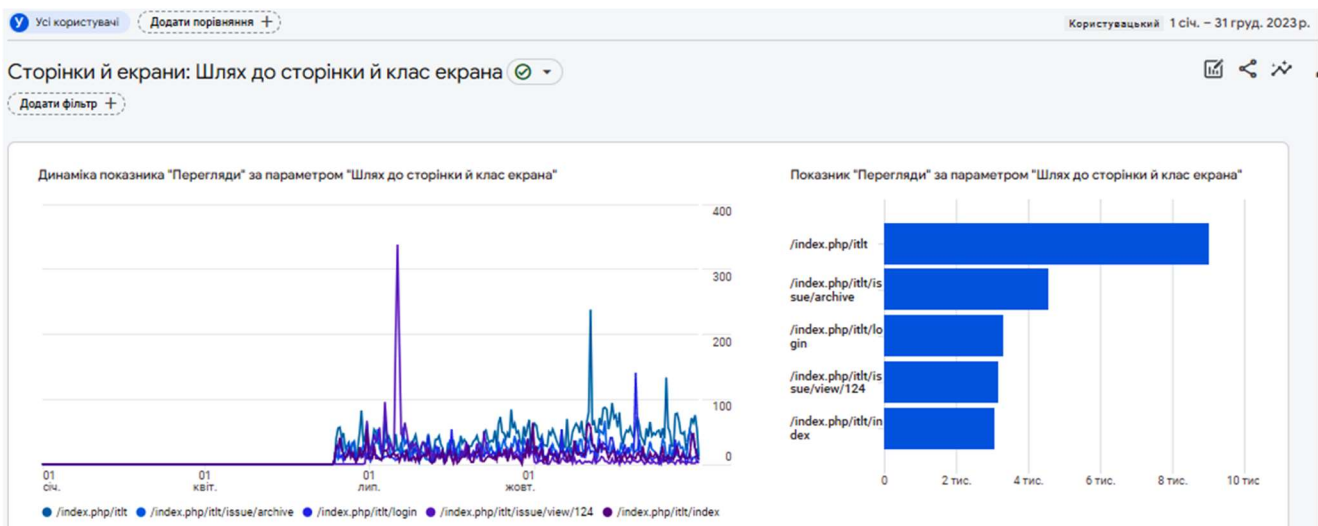 У Усі користувачі Додати порівняння + Користувацький 1 січ. – 31 груд. 2023 р.
Сторінки й екрани: Шлях до сторінки й клас екрана
Додати фільтр +
Динаміка показника "Перегляди" за параметром "Шлях до сторінки й клас екрана"
400
300
200
100
0
01 січ.
01 квіт.
01 лип.
01 жовт.
/index.php/itlt /index.php/itlt/issue/archive /index.php/itlt/login /index.php/itlt/issue/view/124 /index.php/itlt/index
Показник "Перегляди" за параметром "Шлях до сторінки й клас екрана"
/index.php/itlt
/index.php/itlt/is
sue/archive
/index.php/itlt/lo
gin
/index.php/itlt/is
sue/view/124
/index.php/itlt/in
dex
0 2 тис. 4 тис. 6 тис. 8 тис. 10 тис